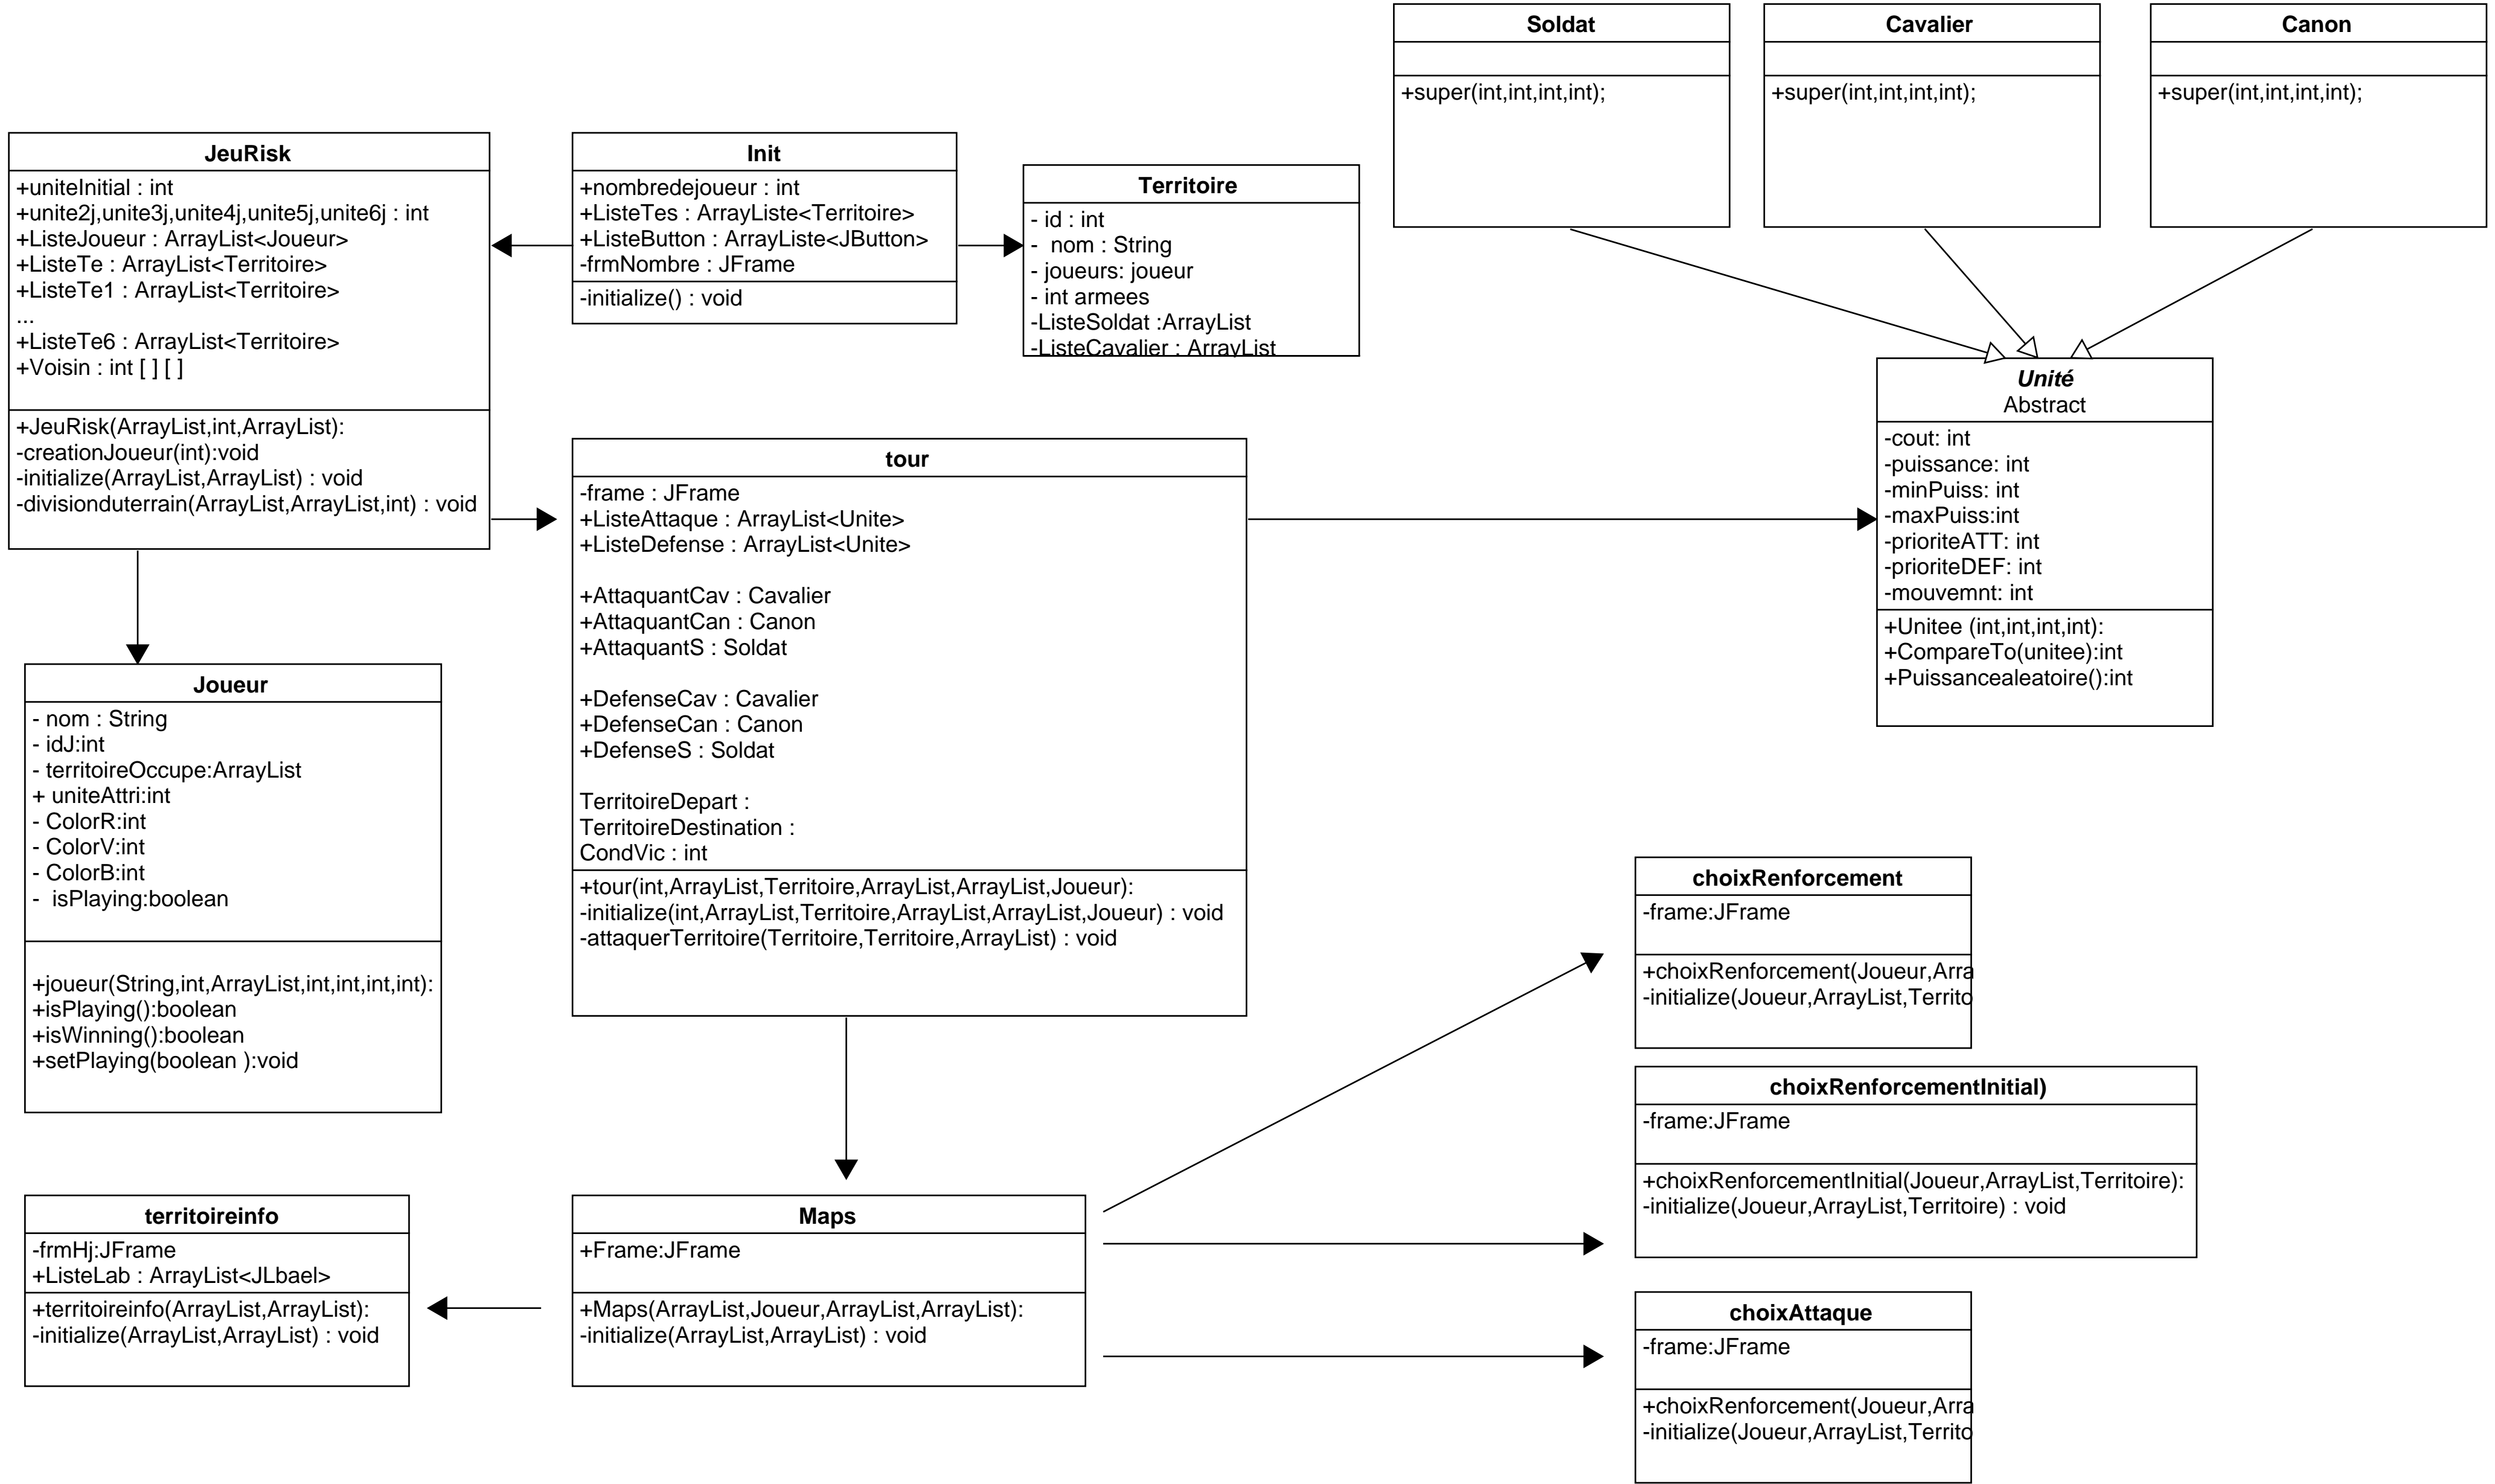 Soldat
+super(int,int,int,int);
Cavalier
+super(int,int,int,int);
Canon
+super(int,int,int,int);
JeuRisk
+uniteInitial : int
+unite2j,unite3j,unite4j,unite5j,unite6j : int
+ListeJoueur : ArrayList<Joueur>
+ListeTe : ArrayList<Territoire>
+ListeTe1 : ArrayList<Territoire>
...
+ListeTe6 : ArrayList<Territoire>
+Voisin : int [ ] [ ]
+JeuRisk(ArrayList,int,ArrayList):
-creationJoueur(int):void
-initialize(ArrayList,ArrayList) : void
-divisionduterrain(ArrayList,ArrayList,int) : void
Init
+nombredejoueur : int
+ListeTes : ArrayListe<Territoire>
+ListeButton : ArrayListe<JButton>
-frmNombre : JFrame
-initialize() : void
Territoire
- id : int
- nom : String
- joueurs: joueur
- int armees
-ListeSoldat :ArrayList
-ListeCavalier : ArrayList
Unité
Abstract
-cout: int
-puissance: int
-minPuiss: int
-maxPuiss:int
-prioriteATT: int
-prioriteDEF: int
-mouvemnt: int
+Unitee (int,int,int,int):
+CompareTo(unitee):int
+Puissancealeatoire():int
tour
-frame : JFrame
+ListeAttaque : ArrayList<Unite>
+ListeDefense : ArrayList<Unite>
+AttaquantCav : Cavalier
+AttaquantCan : Canon
+AttaquantS : Soldat
+DefenseCav : Cavalier
+DefenseCan : Canon
+DefenseS : Soldat
TerritoireDepart :
TerritoireDestination :
CondVic : int
+tour(int,ArrayList,Territoire,ArrayList,ArrayList,Joueur):
-initialize(int,ArrayList,Territoire,ArrayList,ArrayList,Joueur) : void
-attaquerTerritoire(Territoire,Territoire,ArrayList) : void
Joueur
- nom : String
- idJ:int
- territoireOccupe:ArrayList
+ uniteAttri:int
- ColorR:int
- ColorV:int
- ColorB:int
- isPlaying:boolean
+joueur(String,int,ArrayList,int,int,int,int):
+isPlaying():boolean
+isWinning():boolean
+setPlaying(boolean ):void
choixRenforcement
-frame:JFrame
+choixRenforcement(Joueur,Arra
-initialize(Joueur,ArrayList,Territo
choixRenforcementInitial)
-frame:JFrame
+choixRenforcementInitial(Joueur,ArrayList,Territoire):
-initialize(Joueur,ArrayList,Territoire) : void
territoireinfo
-frmHj:JFrame
+ListeLab : ArrayList<JLbael>
+territoireinfo(ArrayList,ArrayList):
-initialize(ArrayList,ArrayList) : void
Maps
+Frame:JFrame
+Maps(ArrayList,Joueur,ArrayList,ArrayList):
-initialize(ArrayList,ArrayList) : void
choixAttaque
-frame:JFrame
+choixRenforcement(Joueur,Arra
-initialize(Joueur,ArrayList,Territo